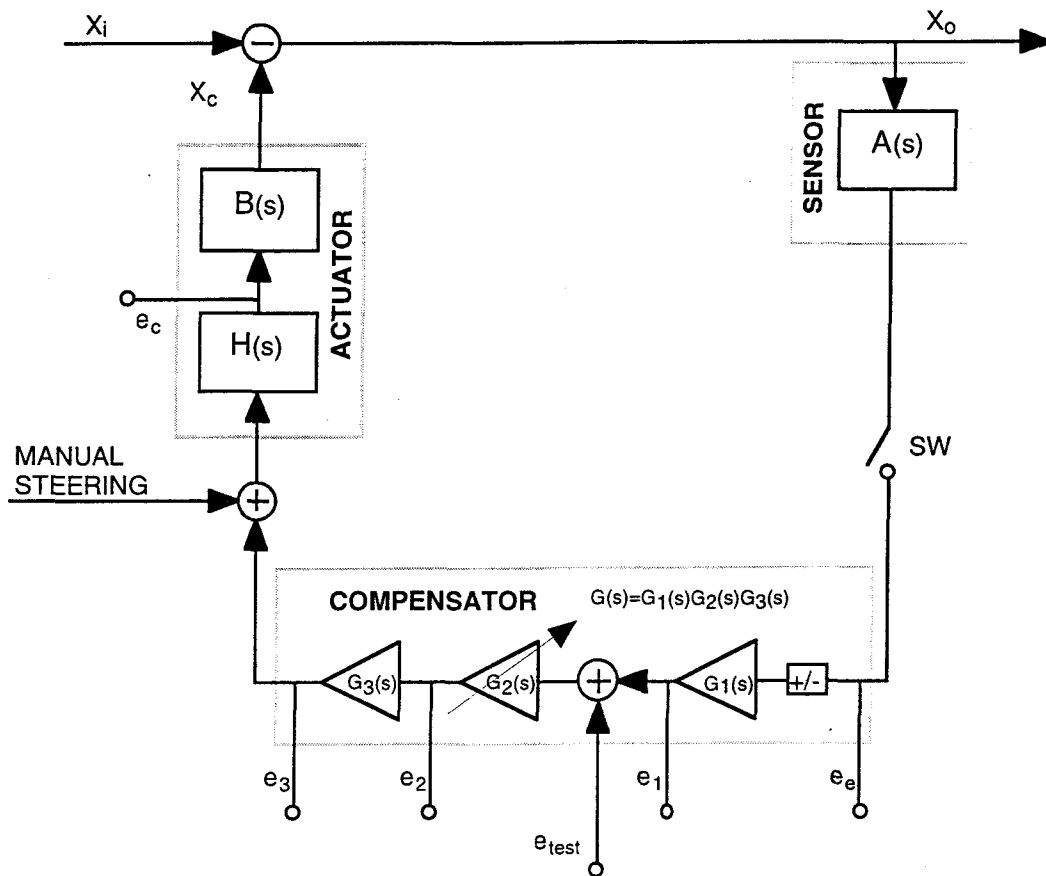 Xi
Xo
Xc
SENSOR
A(s)
B(s)
ACTUATOR
ec
H(s)
SW
MANUAL
STEERING
COMPENSATOR
G(s)=G1(s)G2(s)G3(s)
G3(s)
G2(s)
G1(s)
+/-
e3
e2
e1
ee
etest